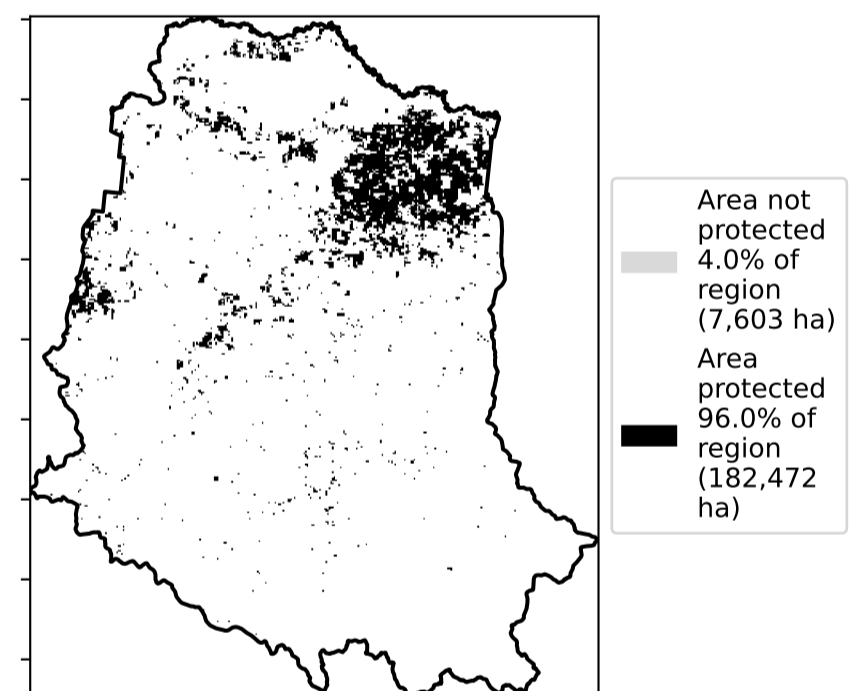 Area not
protected
4.0% of
region
(7,603 ha)
Area
protected
96.0% of
region
(182,472
ha)